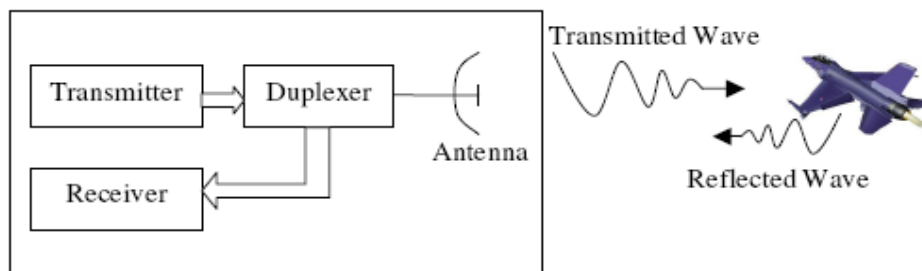 Transmitted Wave
Transmitter
Duplexer
Antenna
Receiver
Reflected Wave